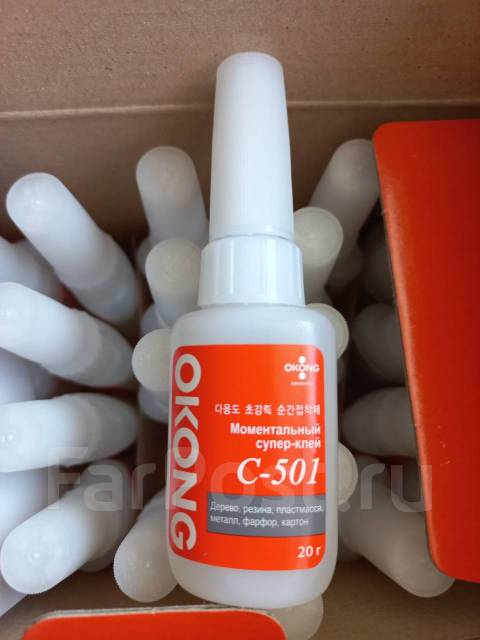 OKONG
OKONG
다용도 초강력 순간접착제
Моментальный
супер-клей
C-501
Дерево, резина, пластмасса,
металл, фарфор, картон
20 г
FarPost.ru